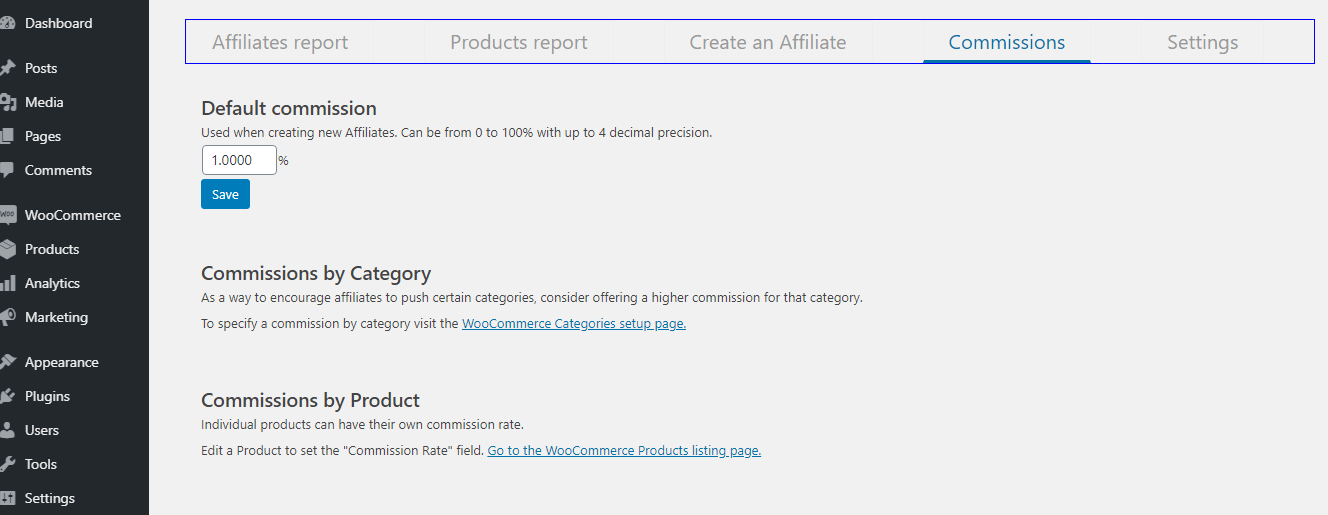 Dashboard
Posts
Media
Pages
Comments
WOO WooCommerce
Products
Analytics
Marketing
Appearance
Plugins
Users
Tools
Settings
Affiliates report Products report Create an Affiliate Commissions Settings
Default commission
Used when creating new Affiliates. Can be from 0 to 100% with up to 4 decimal precision.
1.0000 %
Save
Commissions by Category
As a way to encourage affiliates to push certain categories, consider offering a higher commission for that category.
To specify a commission by category visit the WooCommerce Categories setup page.
Commissions by Product
Individual products can have their own commission rate.
Edit a Product to set the "Commission Rate" field. Go to the WooCommerce Products listing page.